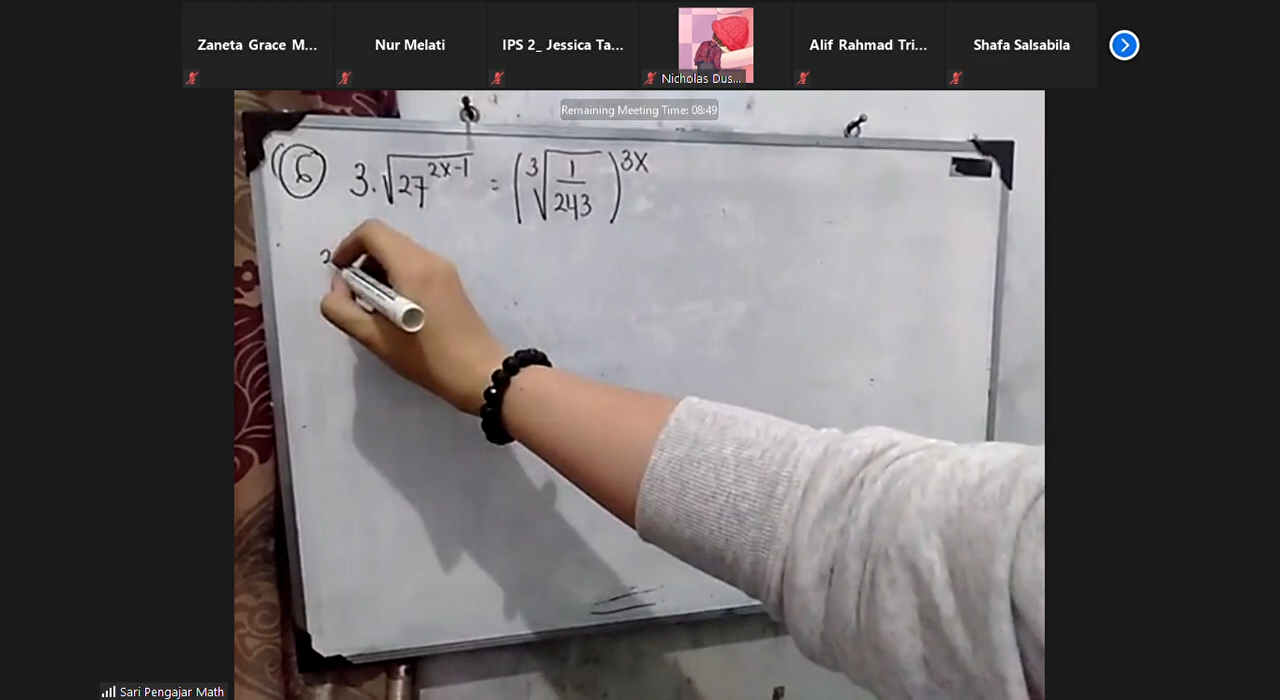 Zaneta Grace M...
Nur Melati
IPS 2_ Jessica Ta...
Nicholas Dus...
Alif Rahmad Tri...
Shafa Salsabila
Remaining Meeting Time: 08:49
6 3.√27^(2x-1) = (³√(1/243))^(3x)
Sari Pengajar Math